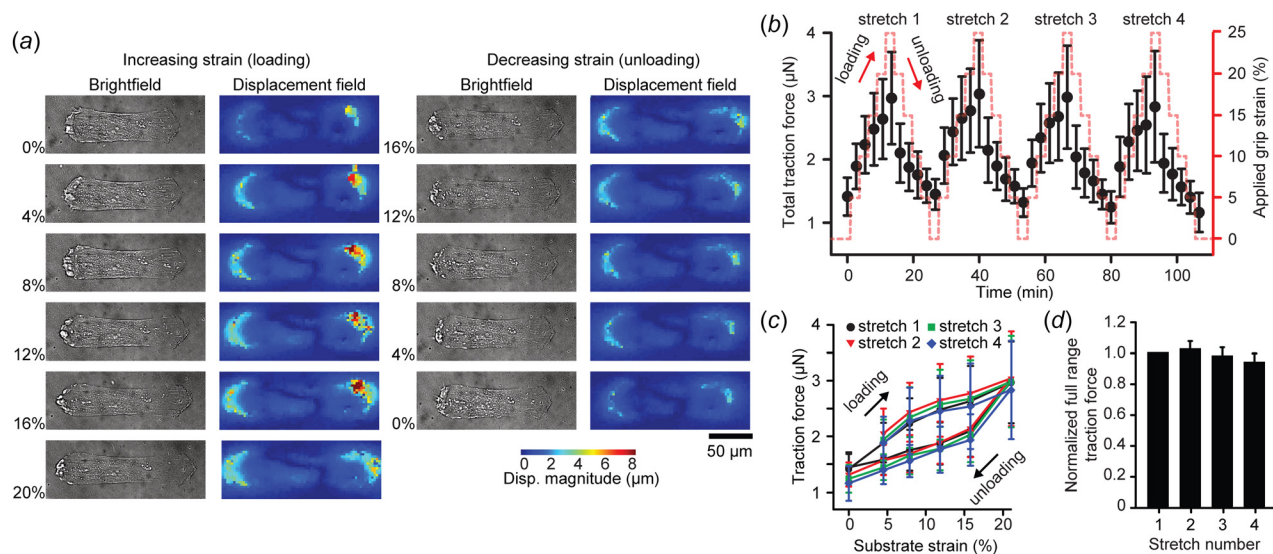 (a)
Increasing strain (loading)
Decreasing strain (unloading)
Brightfield
Displacement field
Brightfield
Displacement field
0%
16%
4%
12%
8%
8%
12%
4%
16%
0%
20%
50 µm
0 2 4 6 8
Disp. magnitude (µm)
(b)
stretch 1 stretch 2 stretch 3 stretch 4
loading
unloading
Total traction force (µN)
4
3
2
1
Applied grip strain (%)
25
20
15
10
5
0
0 20 40 60 80 100
Time (min)
(c)
stretch 1 stretch 3
stretch 2 stretch 4
loading
unloading
Traction force (µN)
4
3
2
1
0 5 10 15 20
Substrate strain (%)
(d)
Normalized full range
traction force
1.2
1.0
0.8
0.6
0.4
0.2
0
1 2 3 4
Stretch number